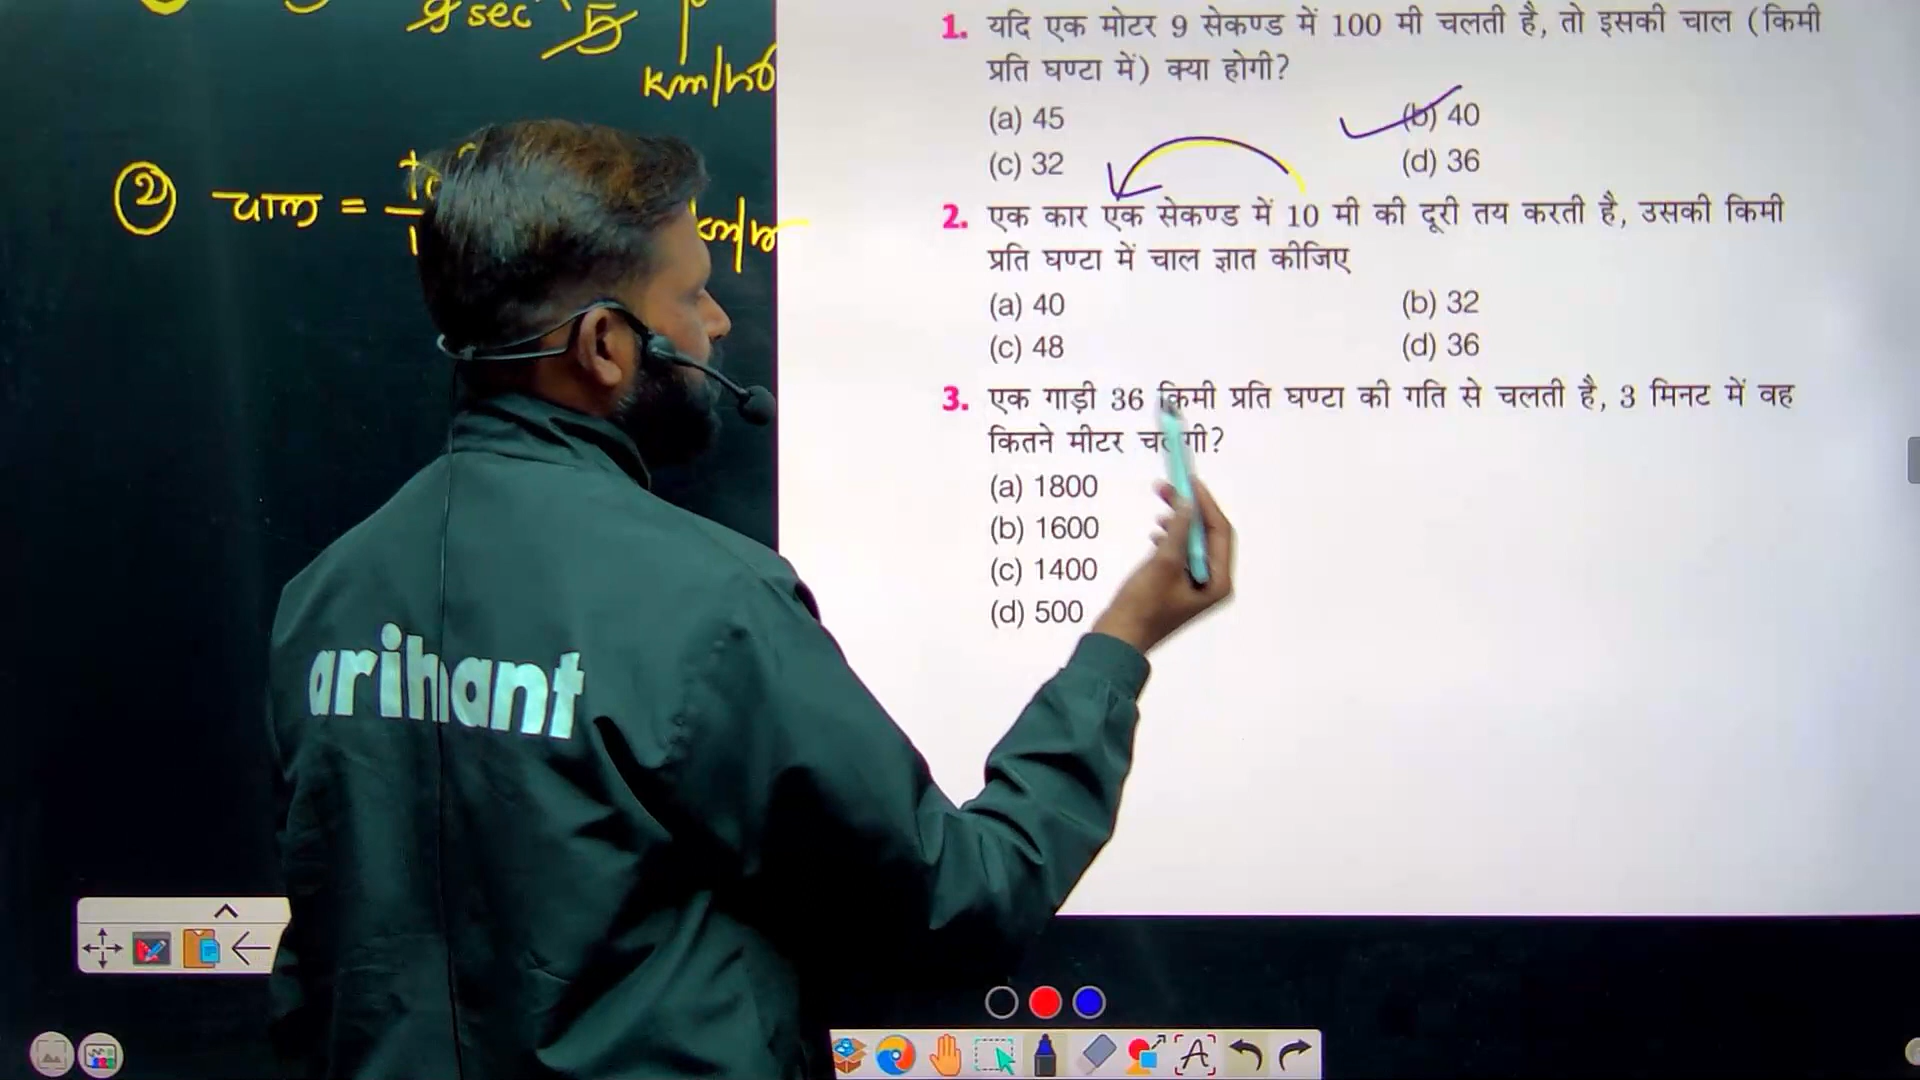 sec
km/hr
② चाल =
km/hr
1. यदि एक मोटर 9 सेकण्ड में 100 मी चलती है, तो इसकी चाल (किमी
प्रति घण्टा में) क्या होगी?
(a) 45 (b) 40
(c) 32 (d) 36
2. एक कार एक सेकण्ड में 10 मी की दूरी तय करती है, उसकी किमी
प्रति घण्टा में चाल ज्ञात कीजिए
(a) 40 (b) 32
(c) 48 (d) 36
3. एक गाड़ी 36 किमी प्रति घण्टा की गति से चलती है, 3 मिनट में वह
कितने मीटर
(a) 1800
(b) 1600
(c) 1400
(d) 500
arihant